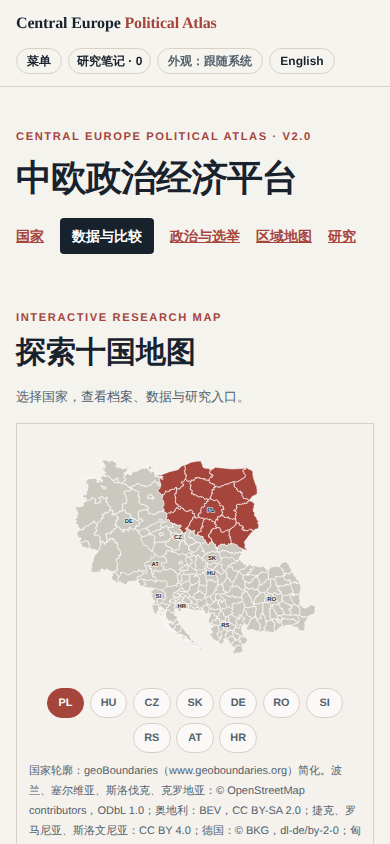 Central Europe Political Atlas
菜单
研究笔记 · 0
外观：跟随系统
English
CENTRAL EUROPE POLITICAL ATLAS · V2.0
中欧政治经济平台
国家
数据与比较
政治与选举
区域地图
研究
INTERACTIVE RESEARCH MAP
探索十国地图
选择国家，查看档案、数据与研究入口。
DE
PL
CZ
SK
AT
HU
SI
HR
RO
RS
PL HU CZ SK DE RO SI
RS AT HR
国家轮廓：geoBoundaries（www.geoboundaries.org）简化。波
兰、塞尔维亚、斯洛伐克、克罗地亚：© OpenStreetMap
contributors，ODbL 1.0；奥地利：BEV，CC BY-SA 2.0；捷克、罗
马尼亚、斯洛文尼亚：CC BY 4.0；德国：© BKG，dl-de/by-2-0；匈